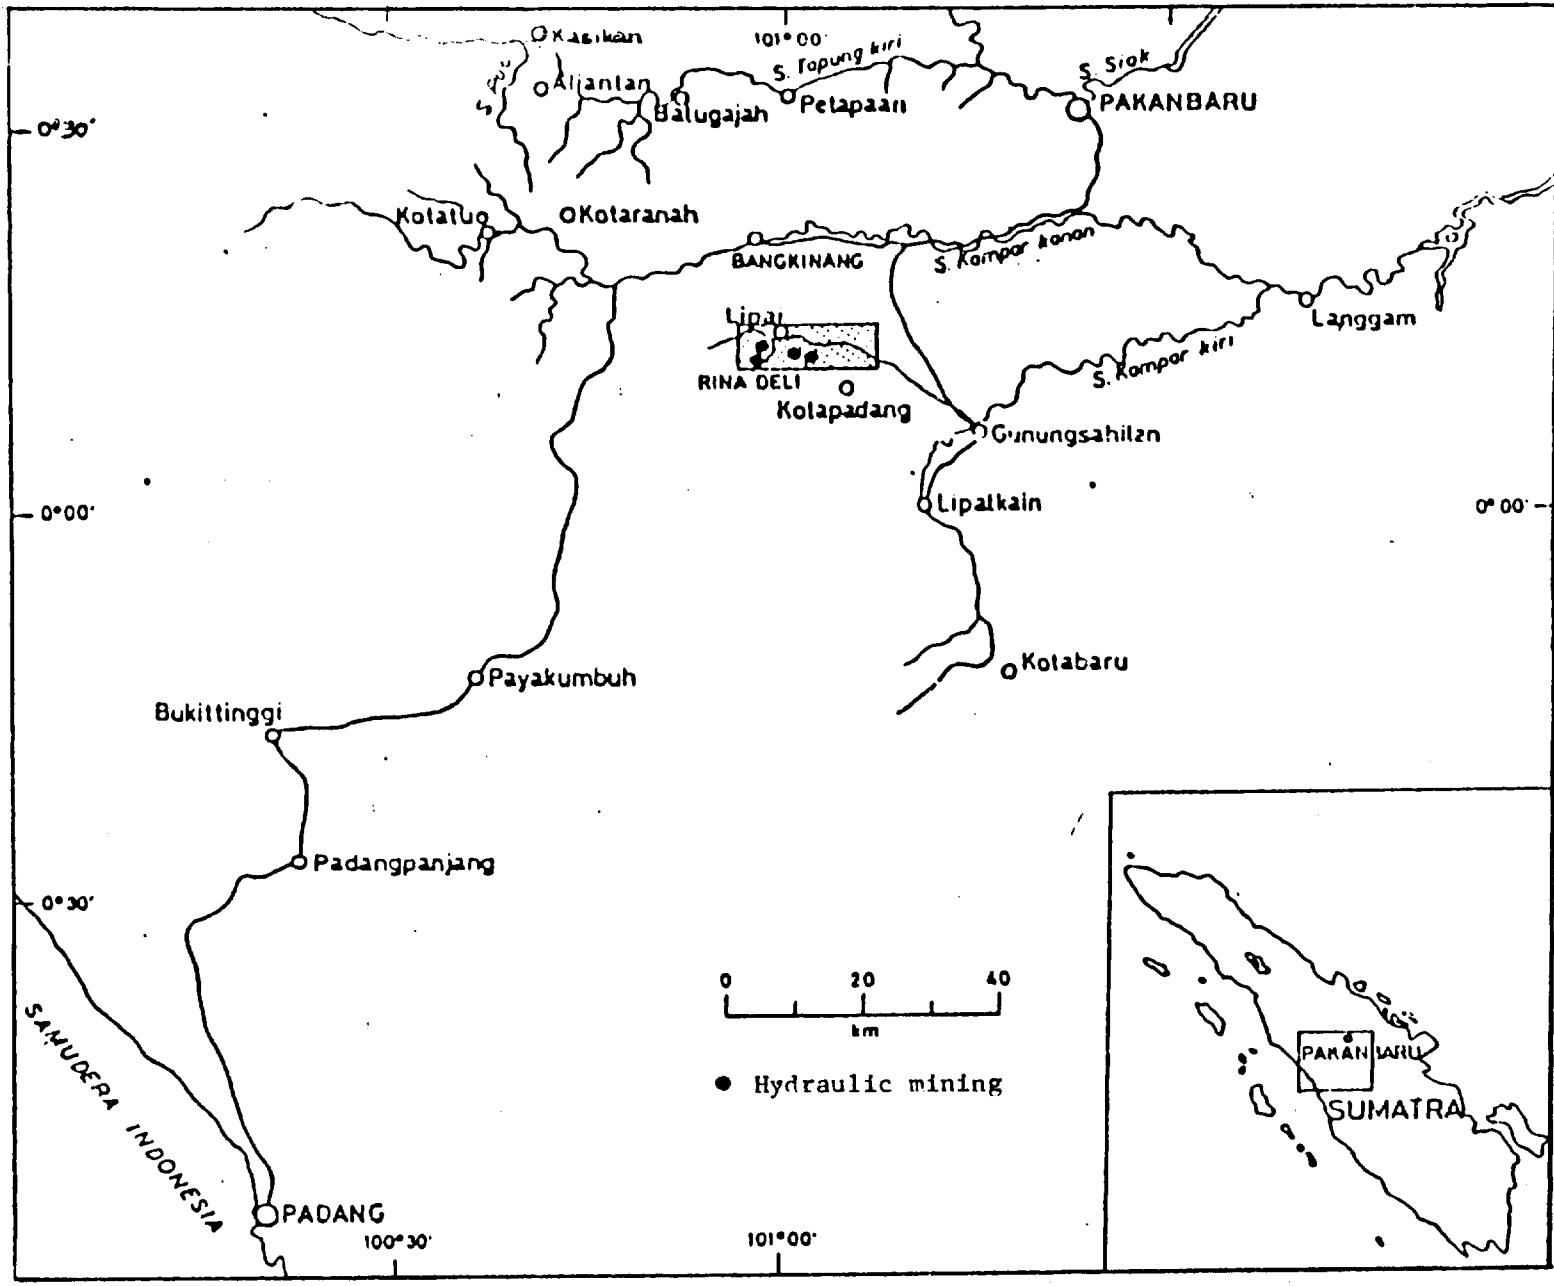 Kasikan
101°00'
S. Tapung kiri
S. Siak
Aliantan
Balugajah
Petapaan
PAKANBARU
0°30'
Kotatuo
Kotaranah
BANGKINANG
S. Kampar kanan
Lipai
Langgam
RINA DELI
S. Kampar kiri
Kotapadang
Gunungsahilan
Lipatkain
0°00'
0°00'
Kotabaru
Payakumbuh
Bukittinggi
Padangpanjang
0°30'
0 20 40
km
Hydraulic mining
SAMUDERA INDONESIA
PADANG
100°30'
101°00'
PAKANBARU
SUMATRA